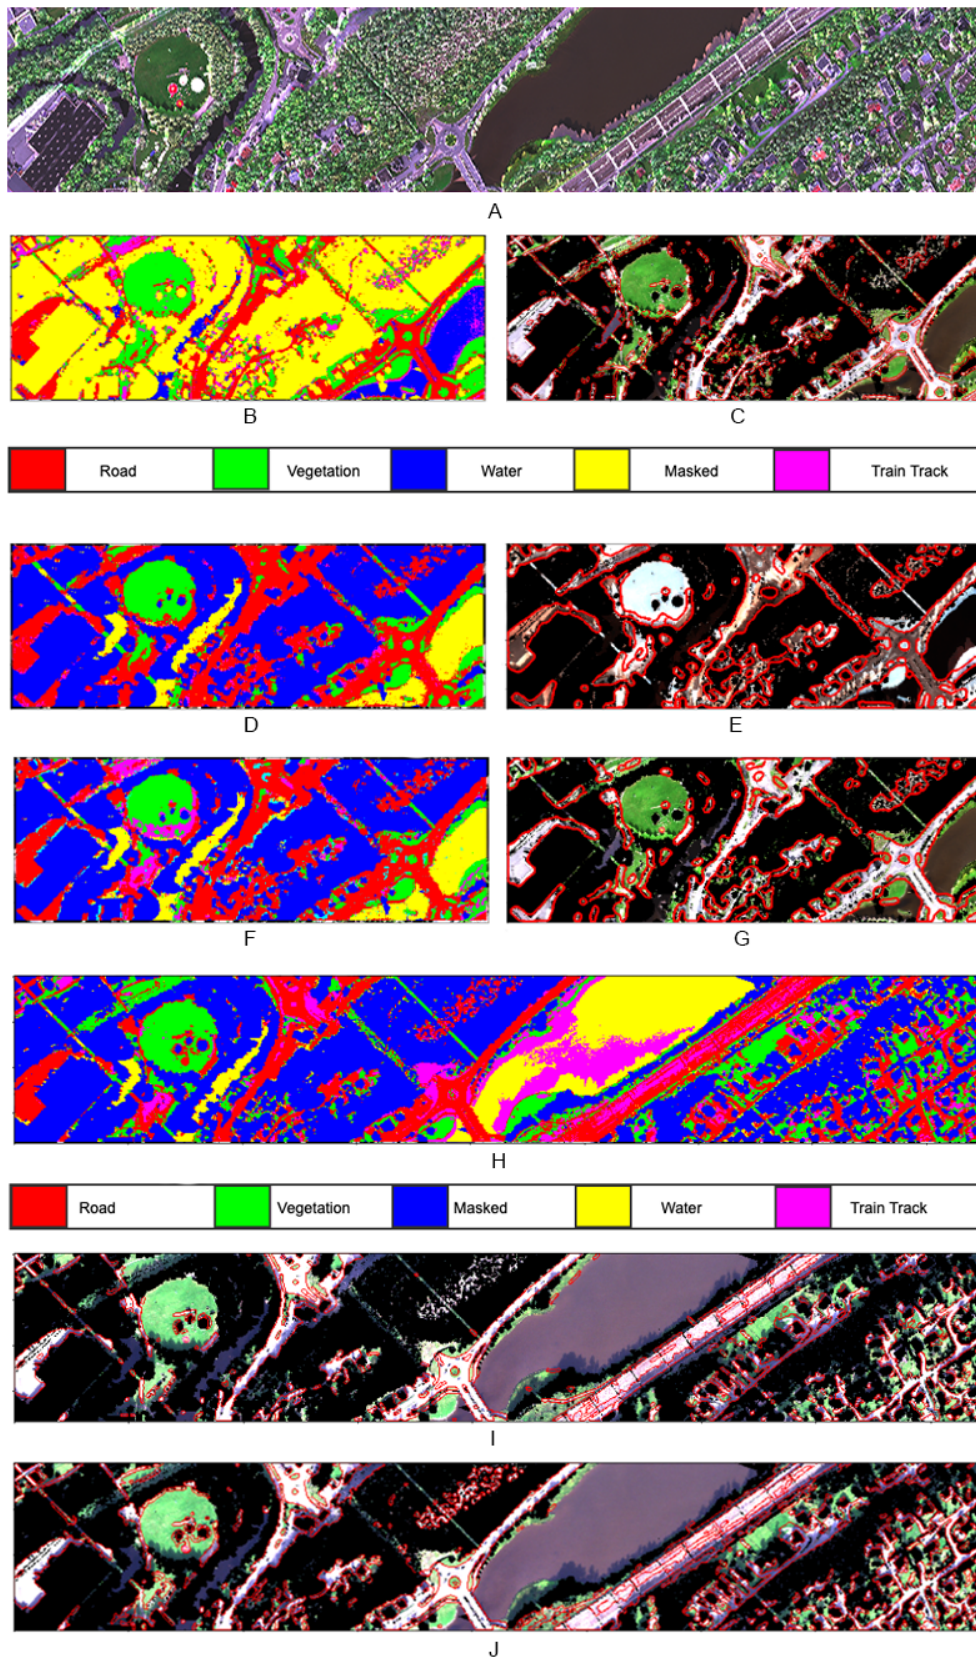 A
B C
Road Vegetation Water Masked Train Track
D E
F G
H
Road Vegetation Masked Water Train Track
I
J